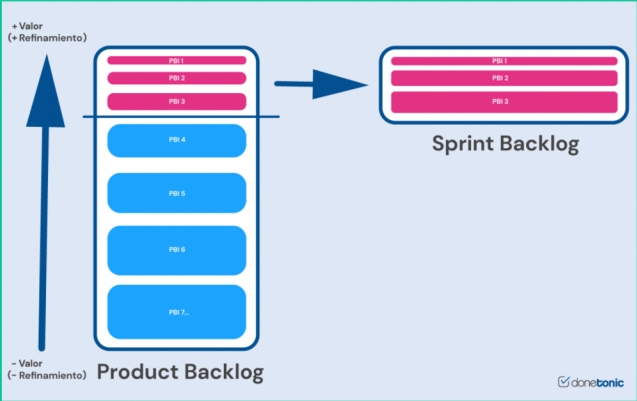 + Valor
(+ Refinamiento)
PBI 1
PBI 2
PBI 3
PBI 4
PBI 5
PBI 6
PBI 7...
- Valor
(- Refinamiento)
Product Backlog
PBI 1
PBI 2
PBI 3
Sprint Backlog
donetonic